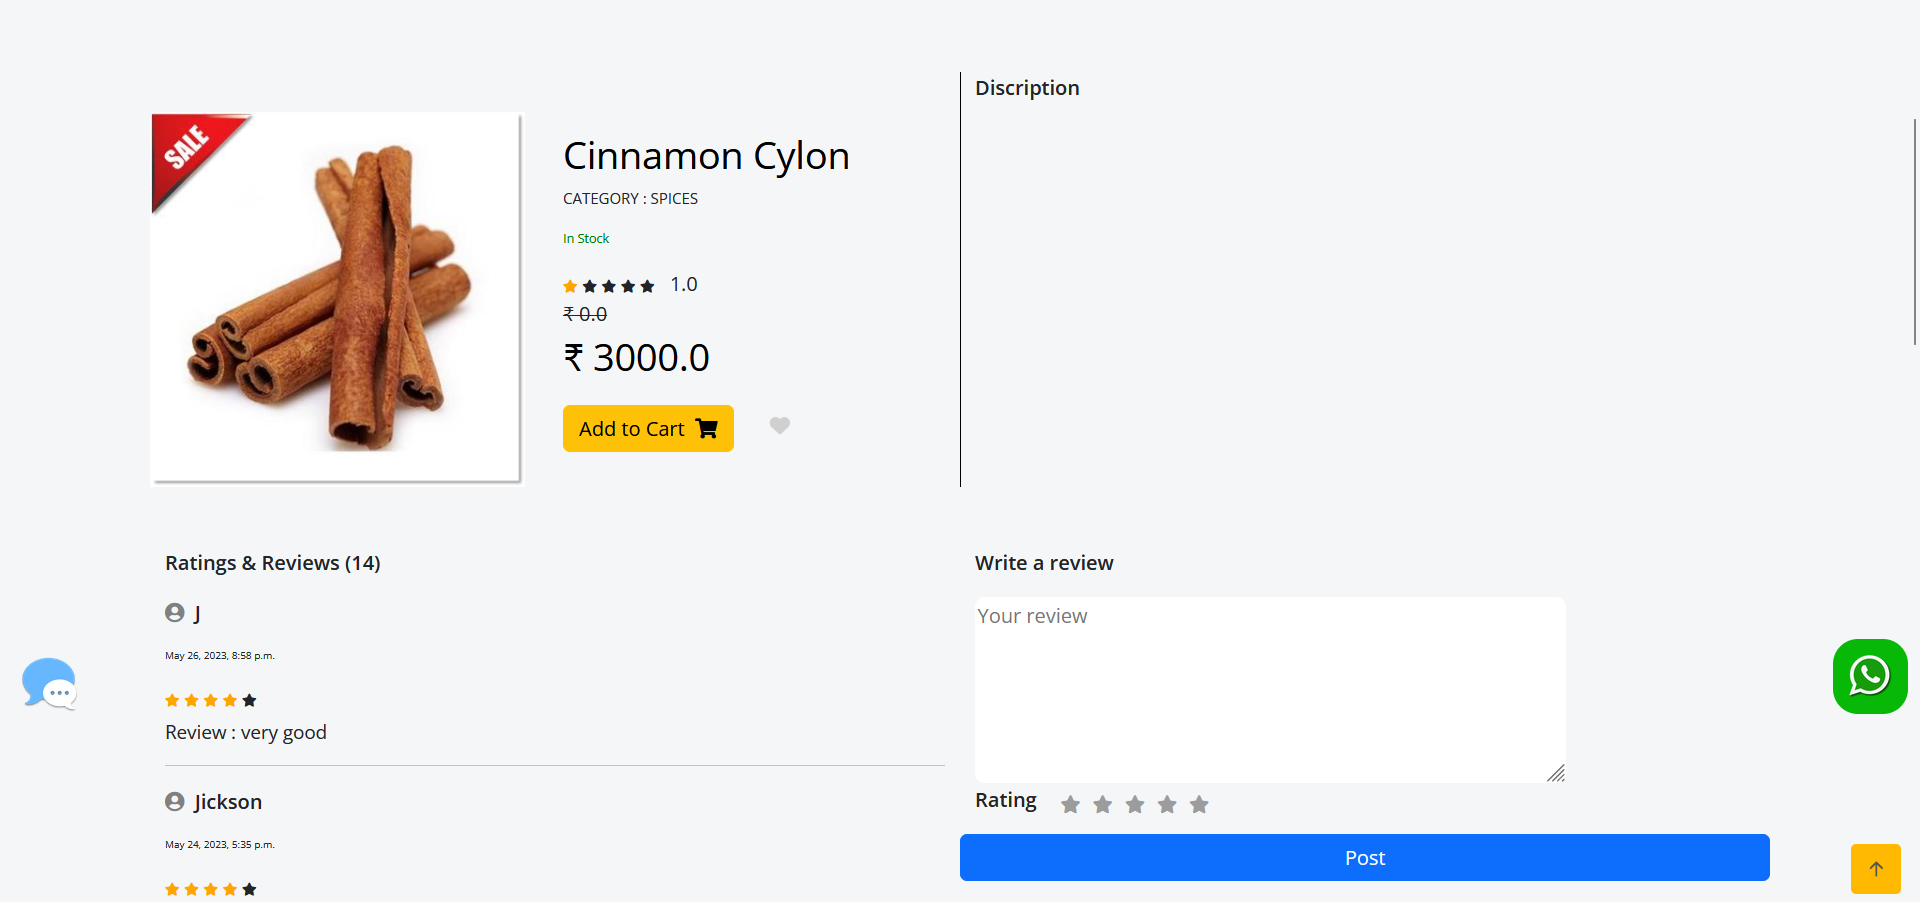 SALE
Cinnamon Cylon
CATEGORY : SPICES
In Stock
1.0
₹ 0.0
₹ 3000.0
Add to Cart
Discription
Ratings & Reviews (14)
J
May 26, 2023, 8:58 p.m.
Review : very good
Jickson
May 24, 2023, 5:35 p.m.
Write a review
Your review
Rating
Post